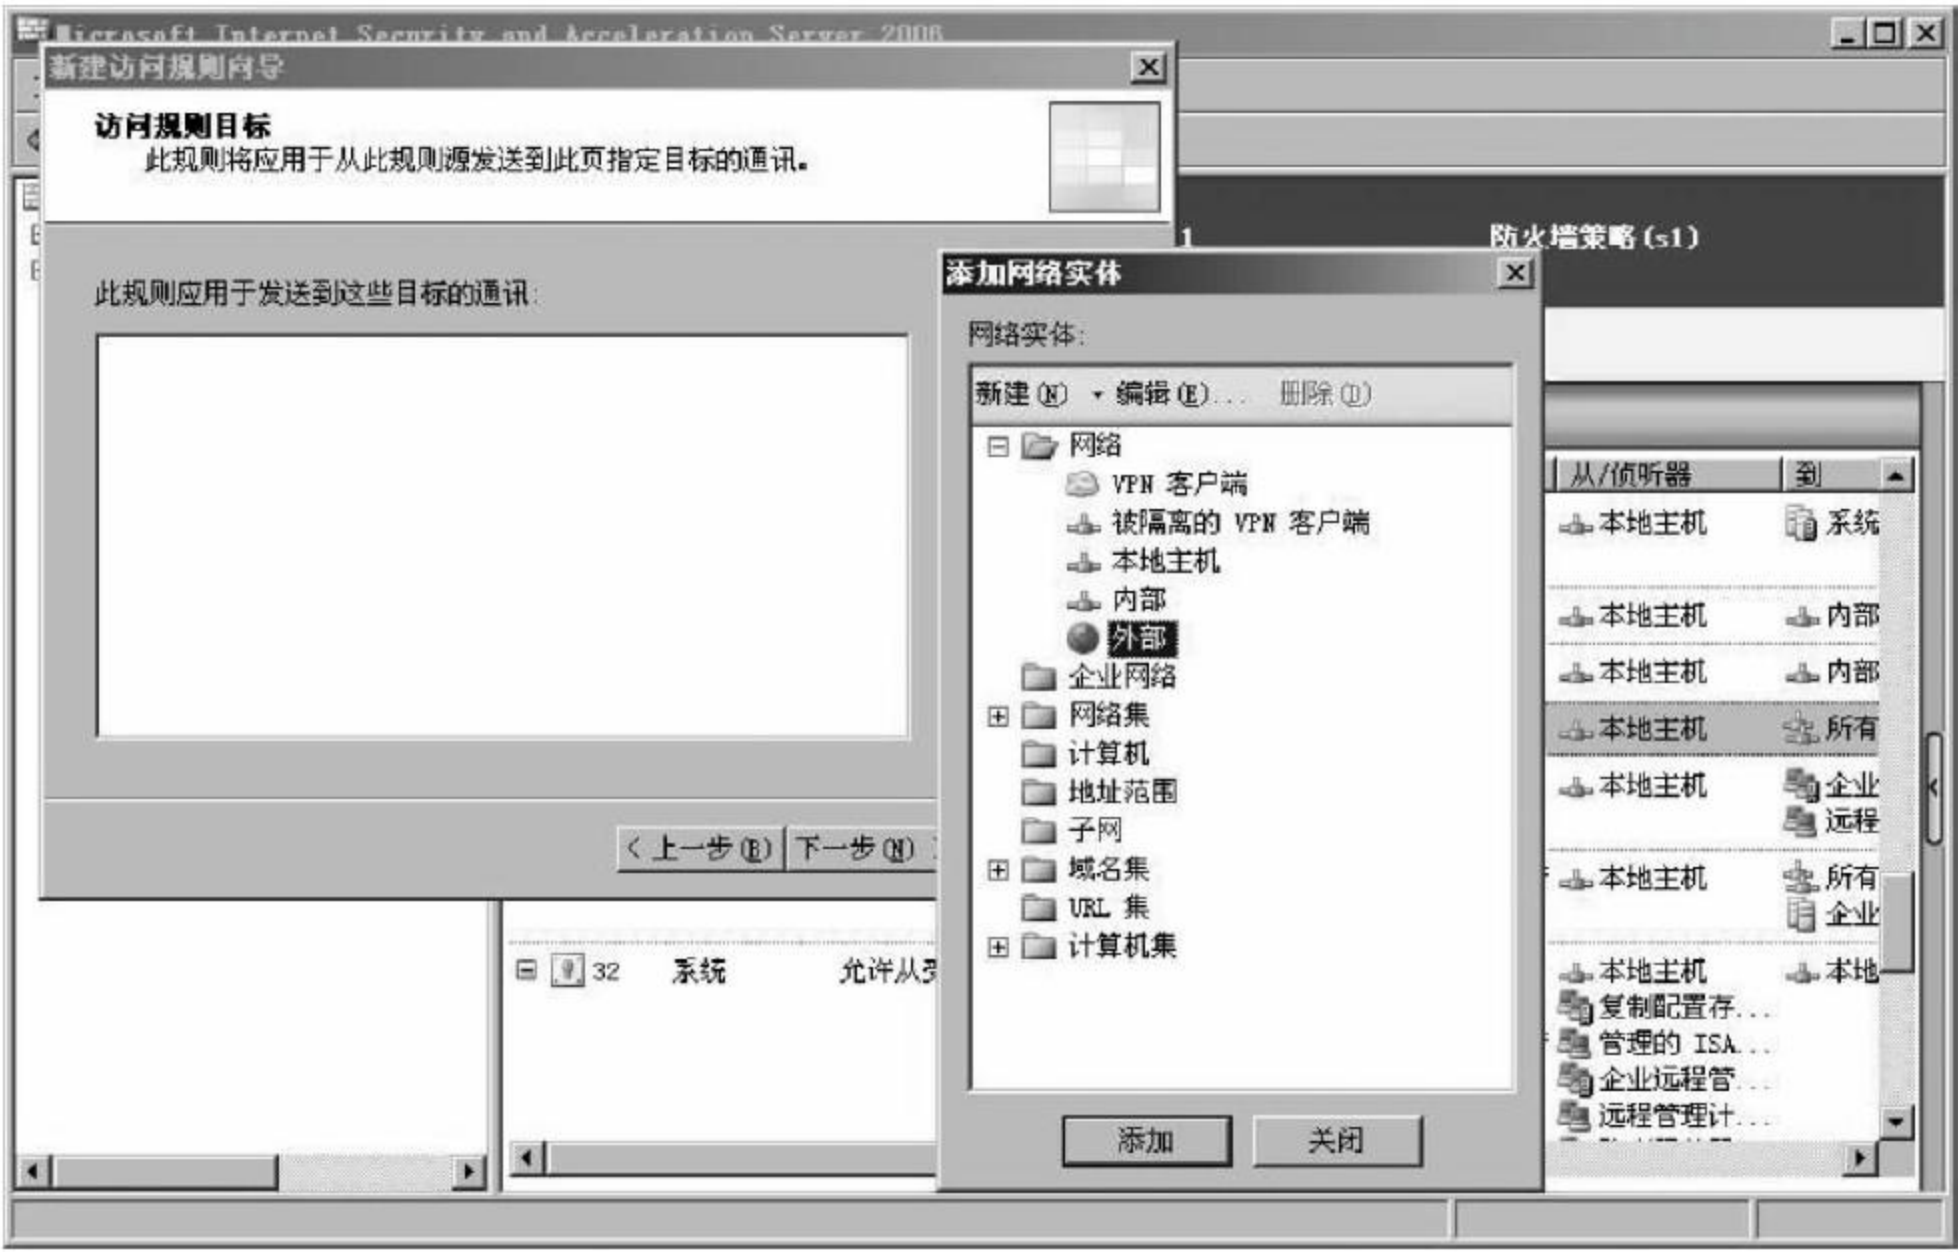 Microsoft Internet Security and Acceleration Server 2006
新建访问规则向导
访问规则目标
此规则将应用于从此规则源发送到此页指定目标的通讯。
1
防火墙策略(s1)
此规则应用于发送到这些目标的通讯:
< 上一步(B)
下一步(N)
添加网络实体
网络实体:
新建(N)
编辑(E)...
删除(D)
网络
VPN 客户端
被隔离的 VPN 客户端
本地主机
内部
外部
企业网络
网络集
计算机
地址范围
子网
域名集
URL 集
计算机集
添加
关闭
从/侦听器 到
本地主机 系统
本地主机 内部
本地主机 内部
本地主机 所有
本地主机 企业
远程
本地主机 所有
企业
32 系统 允许从受
本地主机 本地
复制配置存...
管理的 ISA...
企业远程管...
远程管理计...